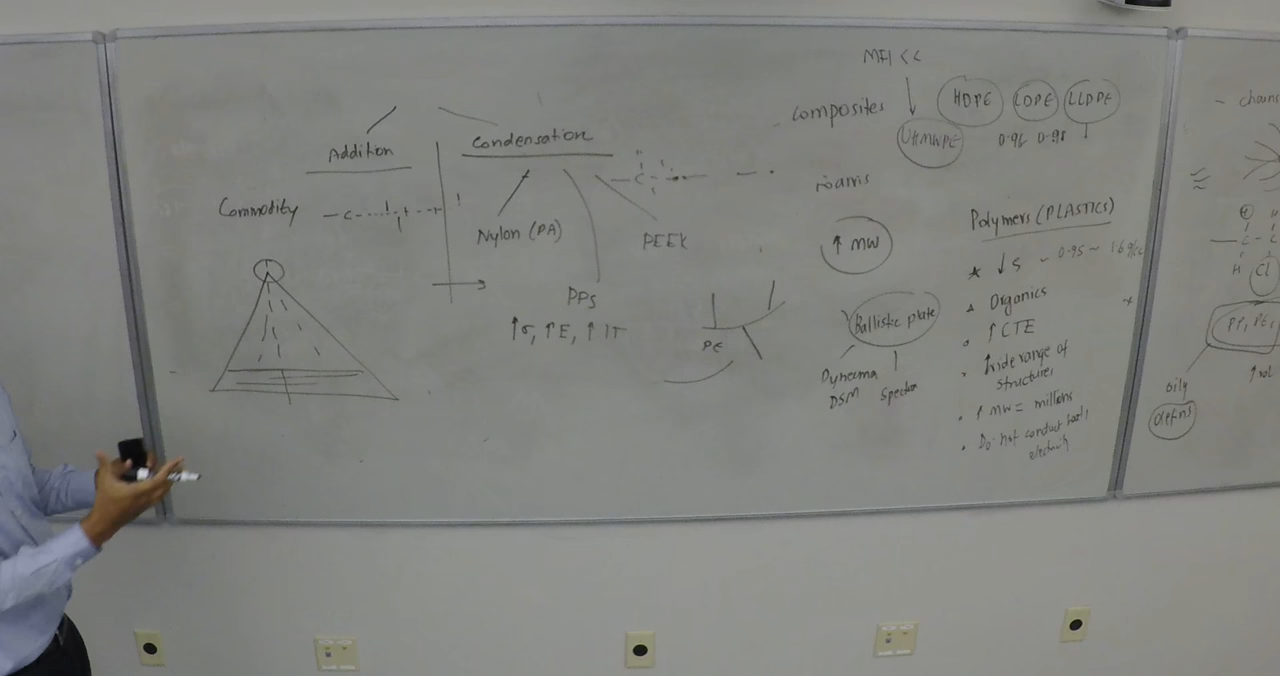 Addition
Commodity
-C-
Condensation
Nylon (PA)
PPS
PEEK
↑σ, ↑E, ↑IT
-C-
PE
MFI <<
composites
HDPE LDPE LLDPE
UHMWPE
0.96 0.98
↑ MW
Ballistic plate
Dyneema
DSM
Spectra
Polymers (PLASTICS)
* ↓S ~ 0.95 ~ 1.6 g/cc
Organics
↑ CTE
wide range of
structures
↑ MW = millions
Do not conduct heat,
electricity
- chains
H
-C-C
H Cl
PP, PE,
oily
olefins